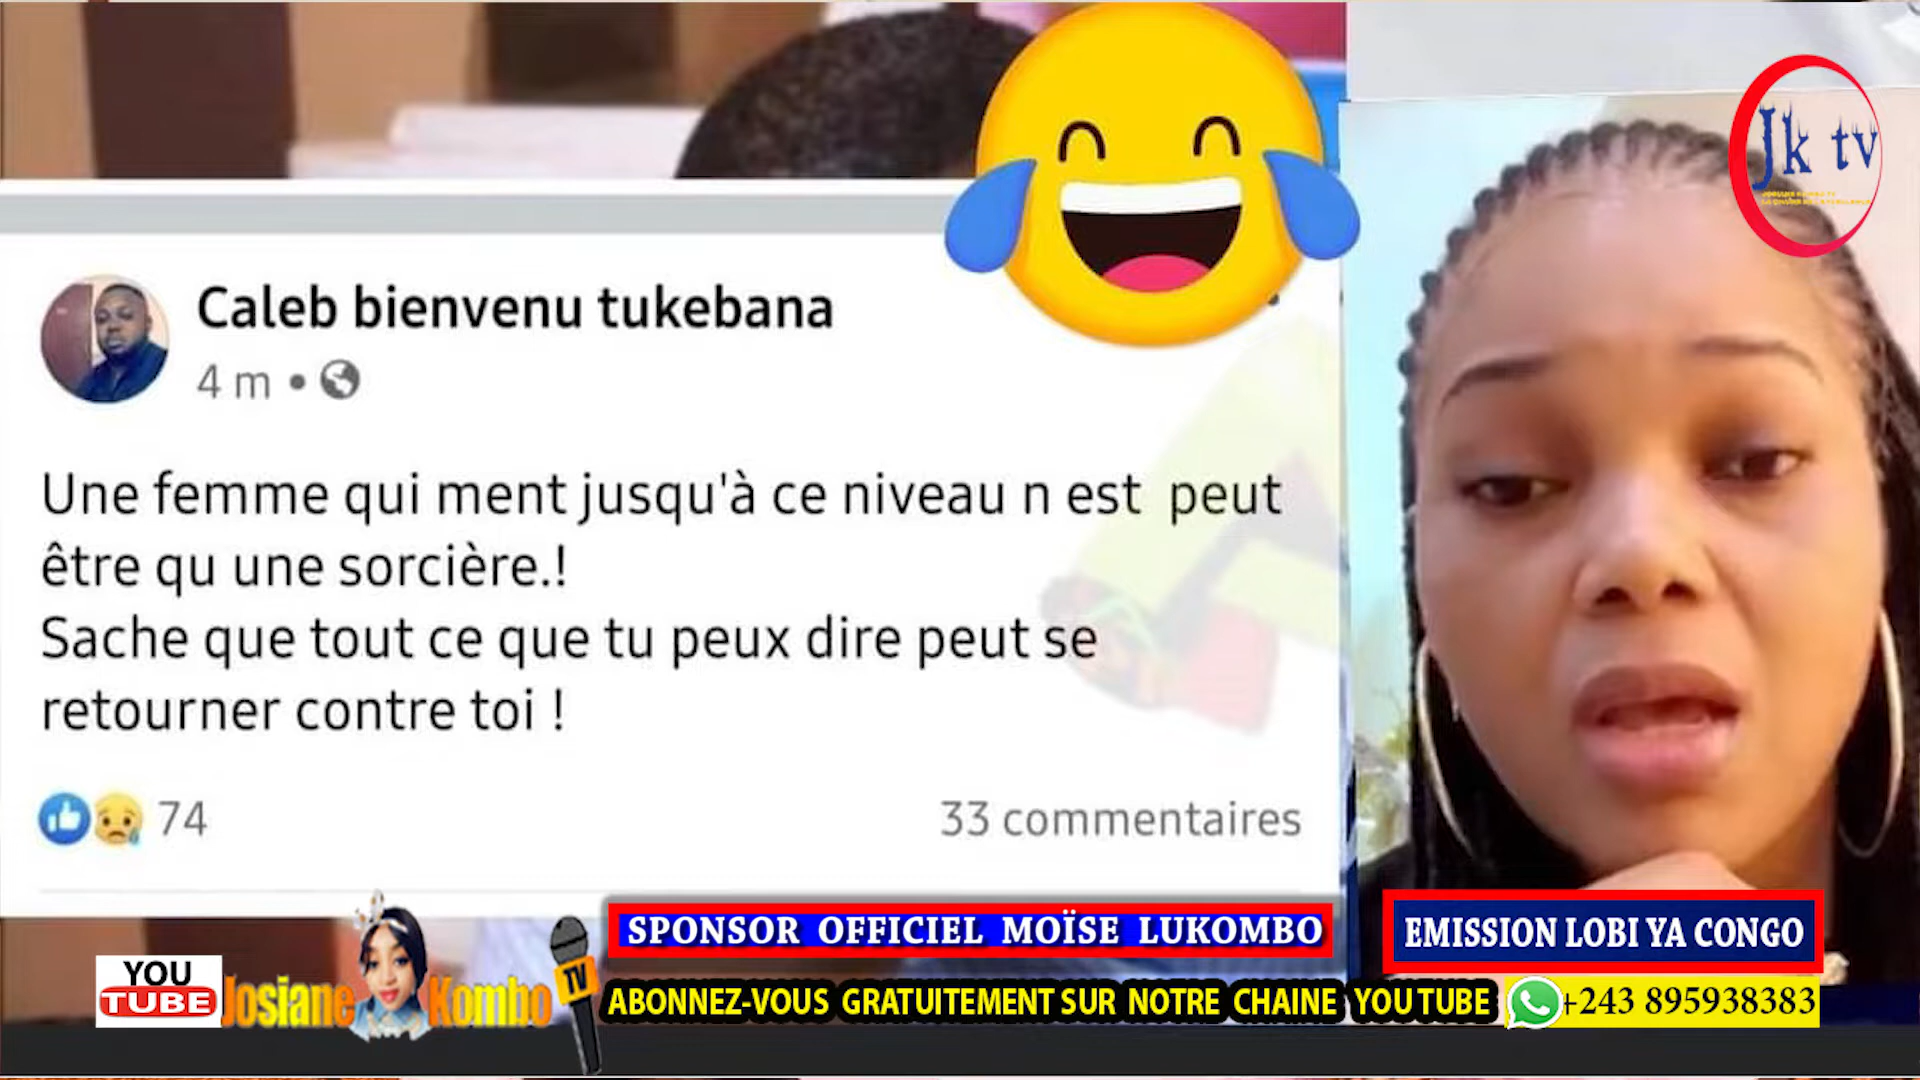 Jk tv
Caleb bienvenu tukebana
4 m
Une femme qui ment jusqu'à ce niveau n est peut
être qu une sorcière.!
Sache que tout ce que tu peux dire peut se
retourner contre toi !
74
33 commentaires
SPONSOR OFFICIEL MOÏSE LUKOMBO
EMISSION LOBI YA CONGO
YOU
TUBE
Josiane Kombo TV
ABONNEZ-VOUS GRATUITEMENT SUR NOTRE CHAINE YOUTUBE
+243 895938383